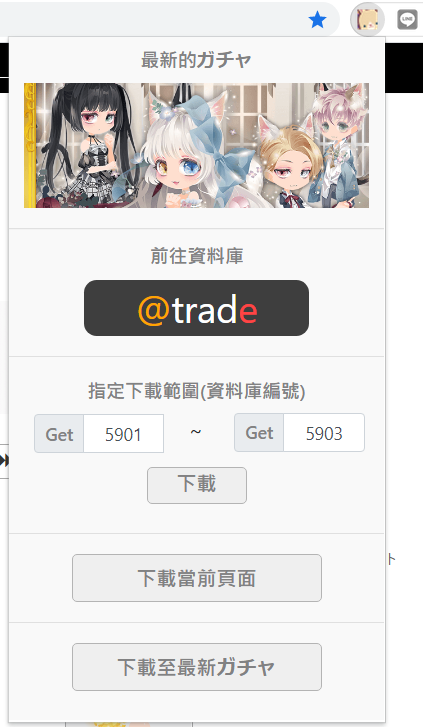 LINE
最新的ガチャ
前往資料庫
@trade
指定下載範圍(資料庫編號)
Get 5901 ~ Get 5903
下載
ト
下載當前頁面
下載至最新ガチャ